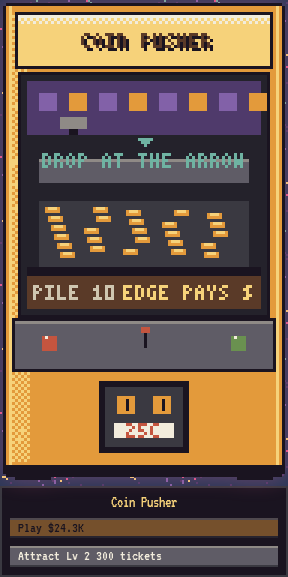 COIN PUSHER
DROP AT THE ARROW
PILE 10 EDGE PAYS $
25C
Coin Pusher
Play $24.3K
Attract Lv 2 300 tickets